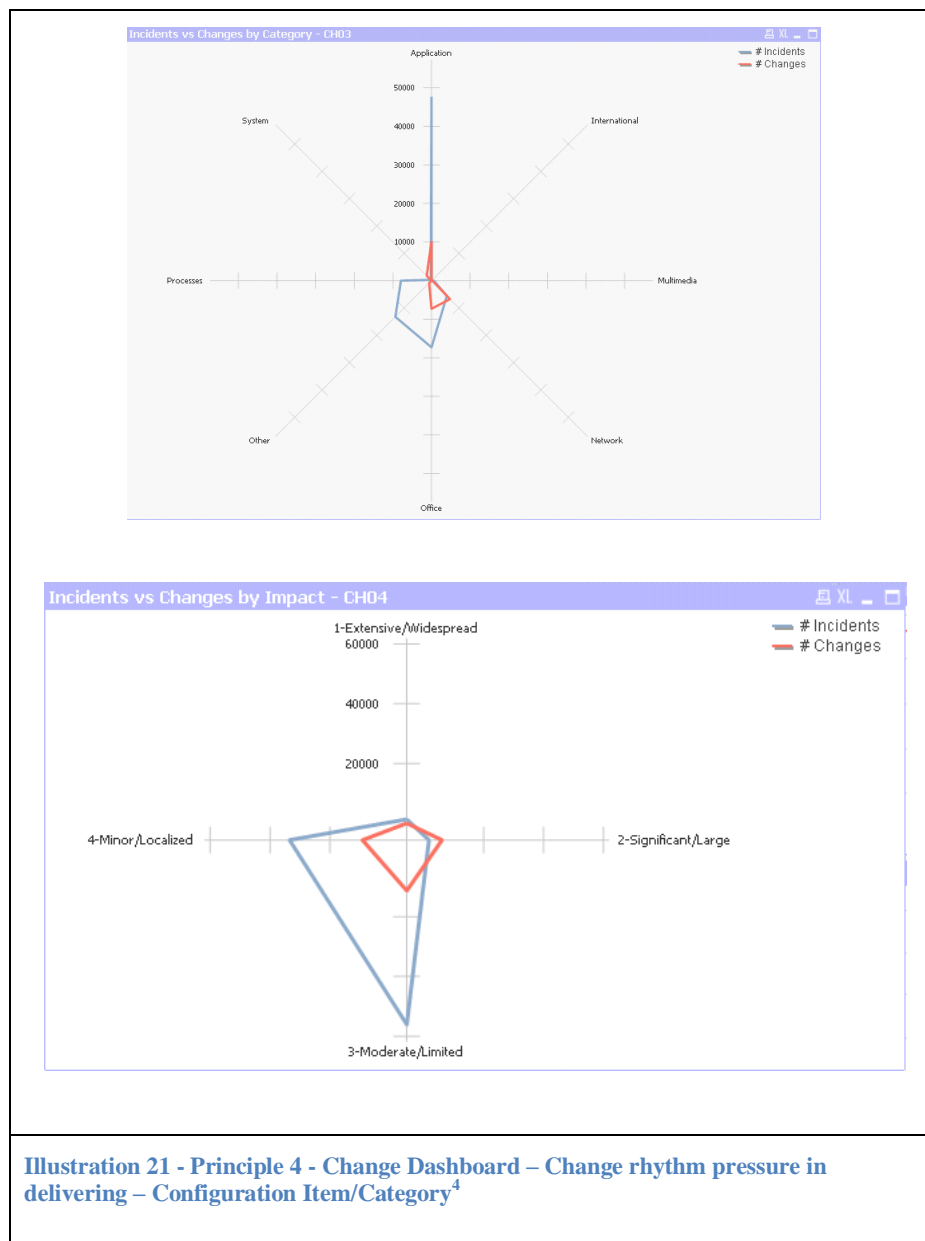 Incidents vs Changes by Category - CH03
XL
# Incidents
# Changes
Application
50000
System
International
40000
30000
20000
10000
Processes
Multimedia
Other
Network
Office
Incidents vs Changes by Impact - CH04
XL
# Incidents
# Changes
1-Extensive/Widespread
60000
40000
20000
4-Minor/Localized
2-Significant/Large
3-Moderate/Limited
Illustration 21 - Principle 4 - Change Dashboard – Change rhythm pressure in
delivering – Configuration Item/Category4